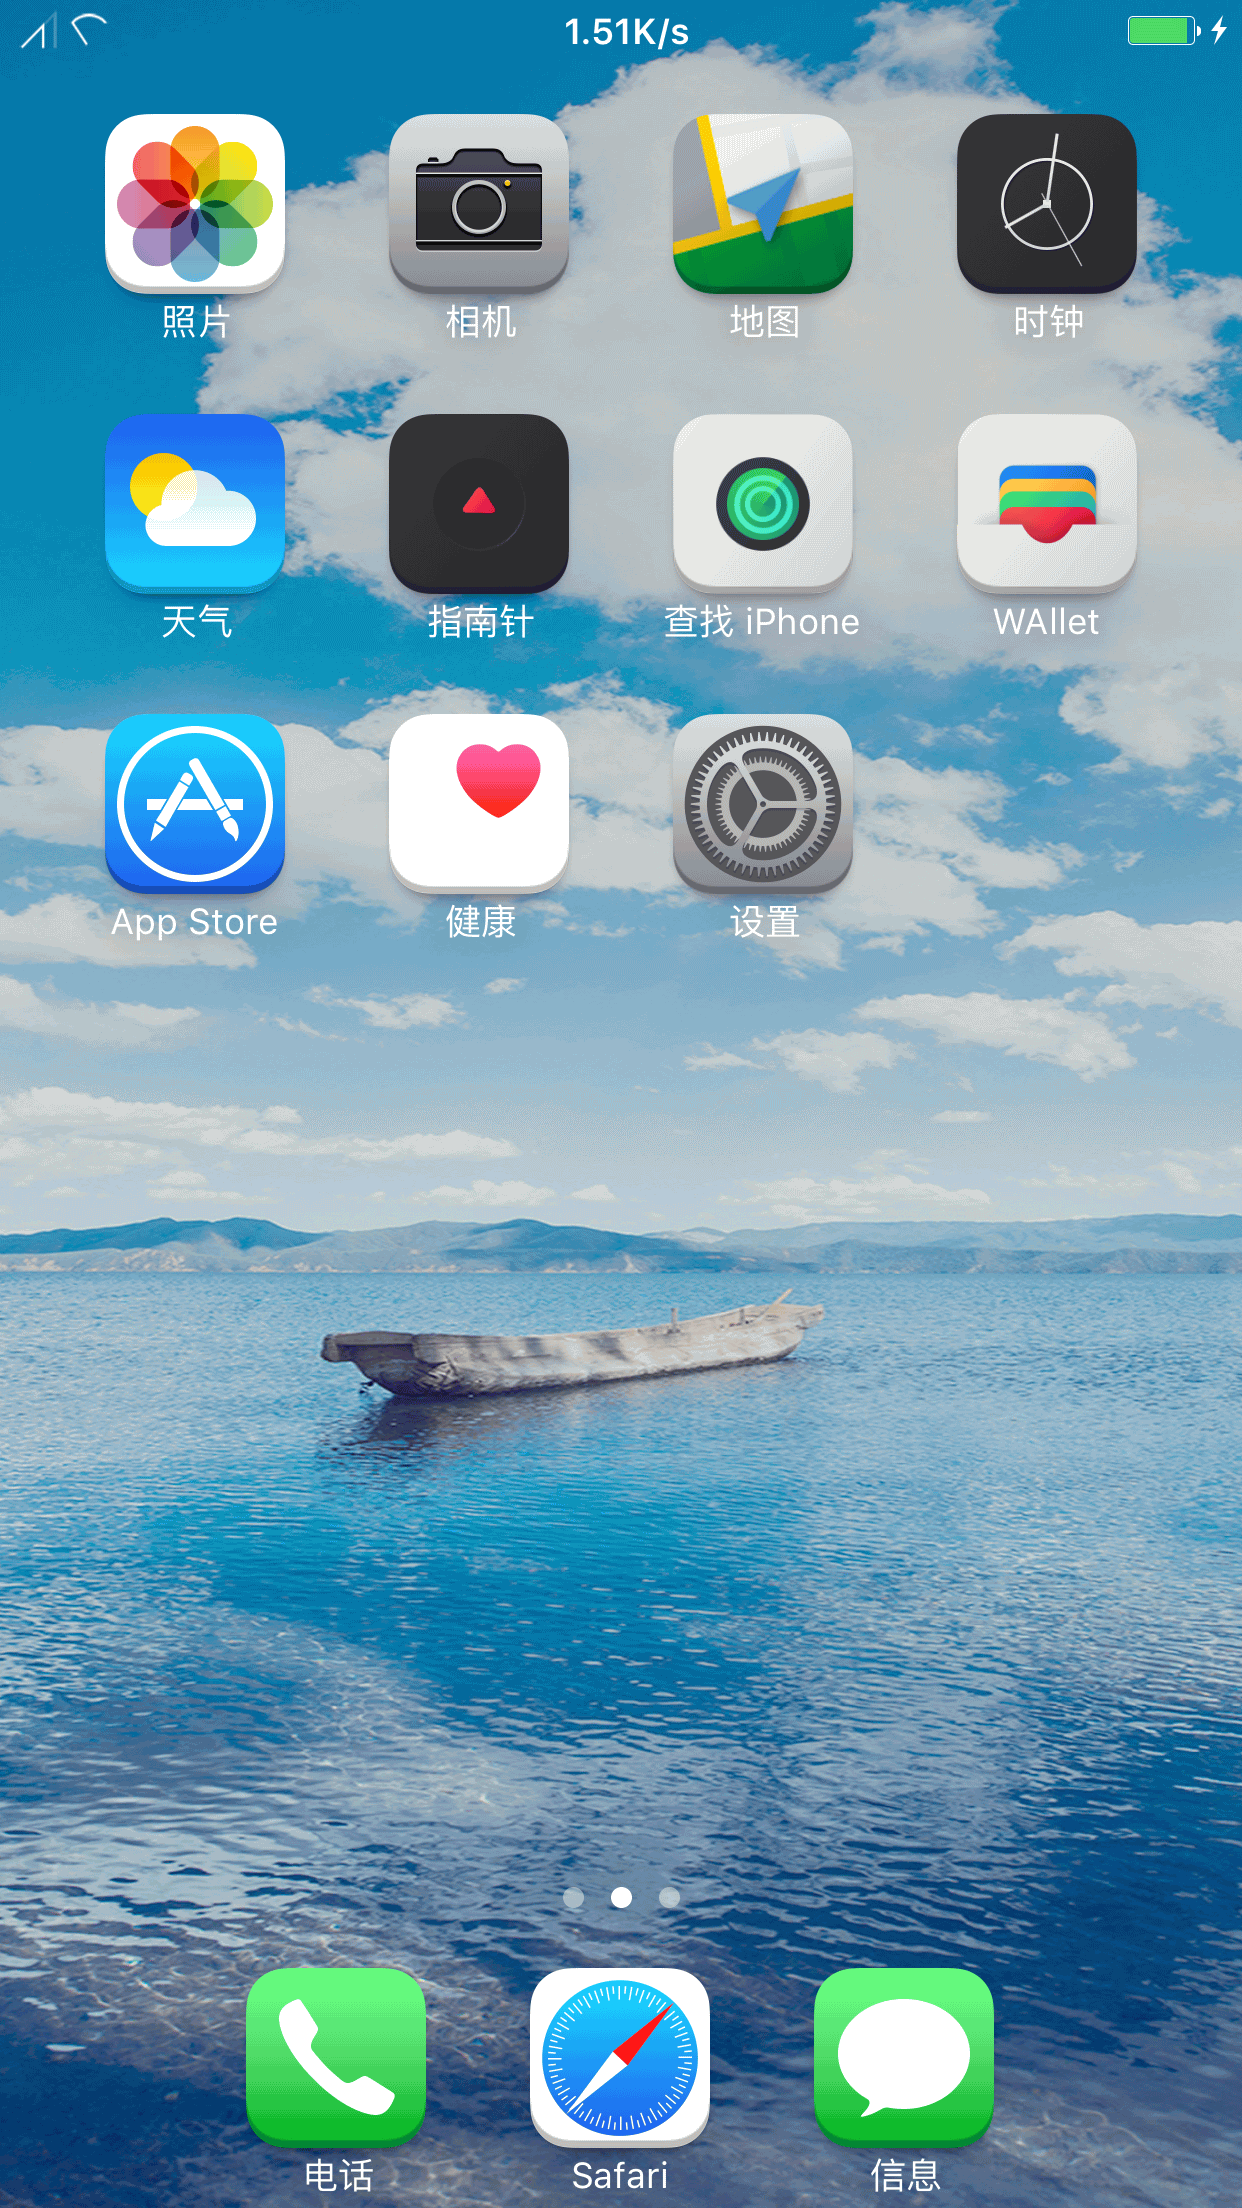 1.51K/s
照片 相机 地图 时钟
天气 指南针 查找 iPhone WAllet
App Store 健康 设置
电话 Safari 信息